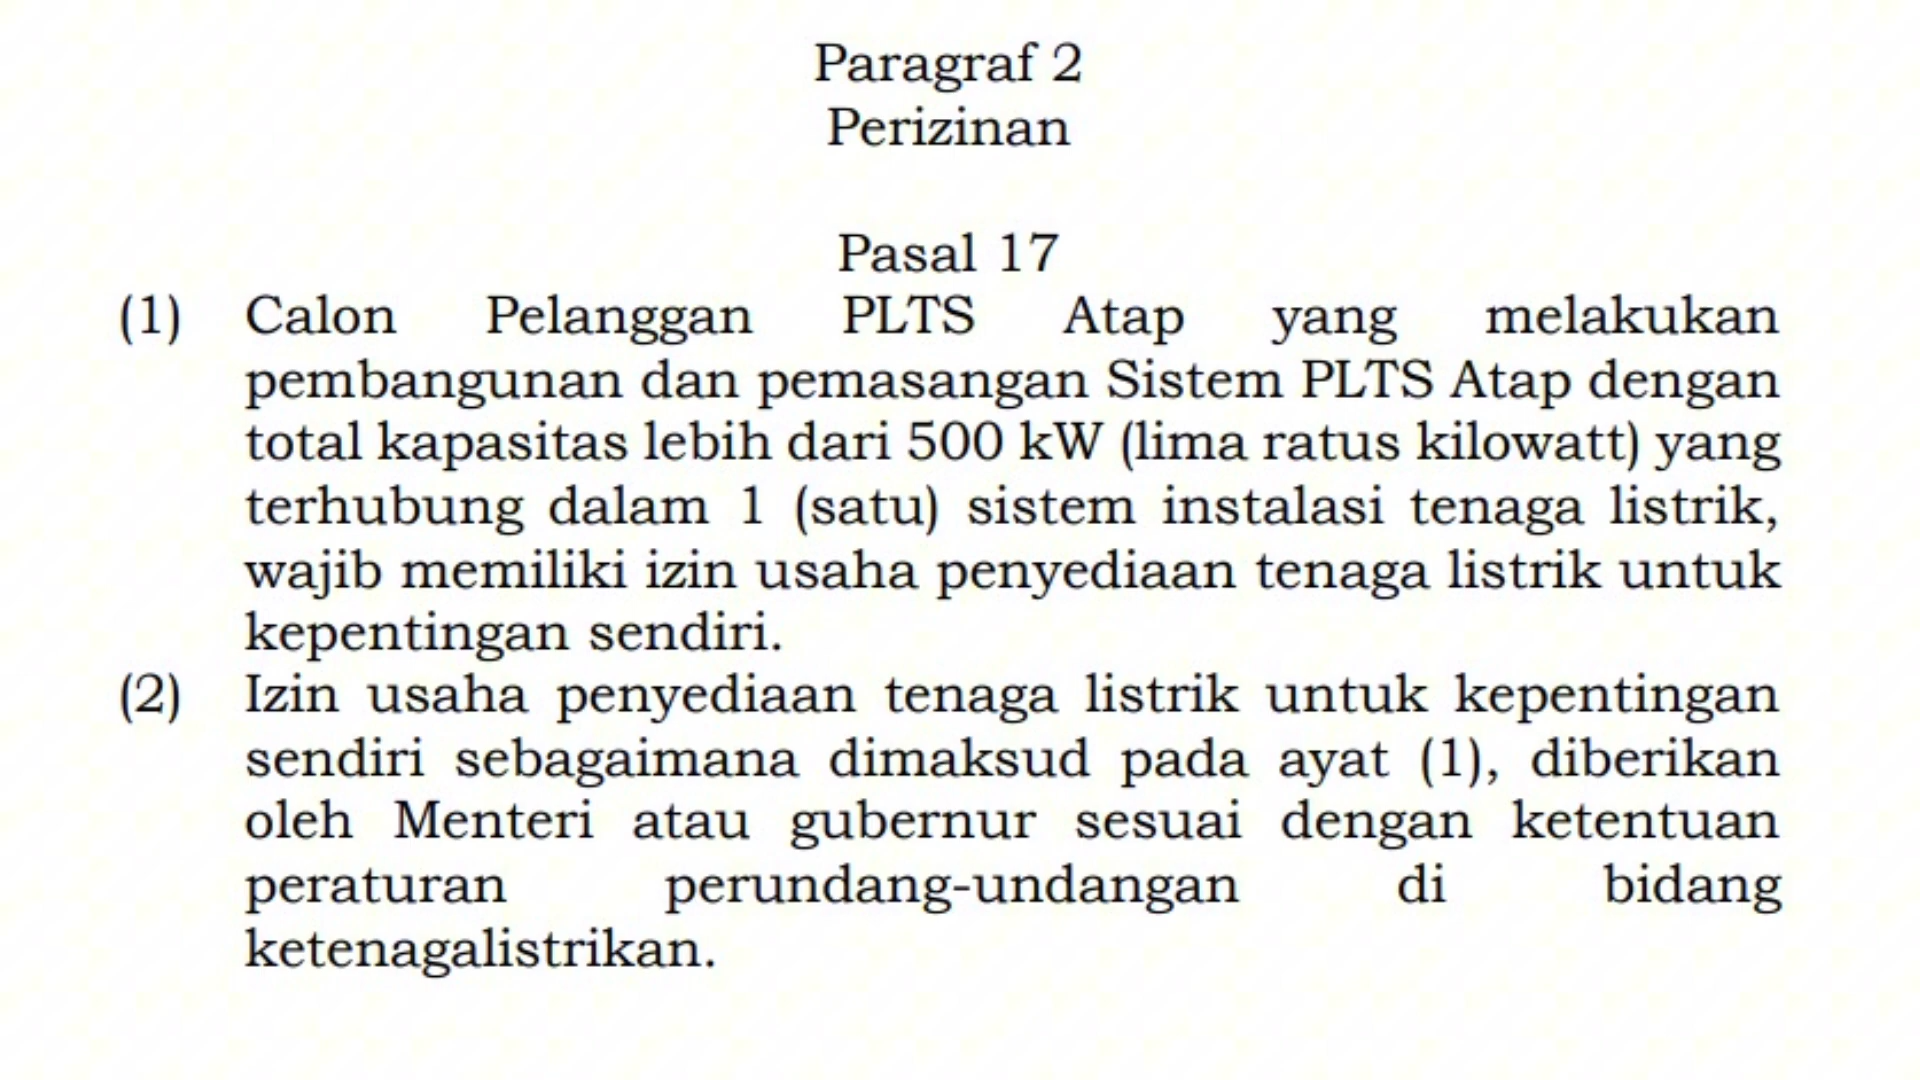 Paragraf 2
Perizinan
Pasal 17
(1) Calon Pelanggan PLTS Atap yang melakukan
pembangunan dan pemasangan Sistem PLTS Atap dengan
total kapasitas lebih dari 500 kW (lima ratus kilowatt) yang
terhubung dalam 1 (satu) sistem instalasi tenaga listrik,
wajib memiliki izin usaha penyediaan tenaga listrik untuk
kepentingan sendiri.
(2) Izin usaha penyediaan tenaga listrik untuk kepentingan
sendiri sebagaimana dimaksud pada ayat (1), diberikan
oleh Menteri atau gubernur sesuai dengan ketentuan
peraturan perundang-undangan di bidang
ketenagalistrikan.